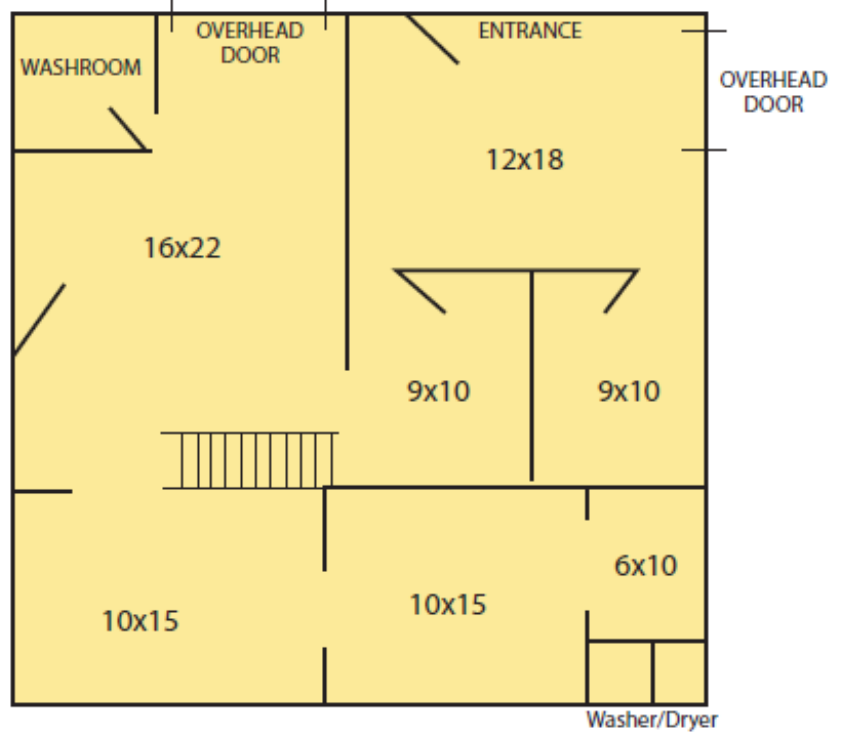 OVERHEAD
DOOR
ENTRANCE
WASHROOM
OVERHEAD
DOOR
12x18
16x22
9x10
9x10
6x10
10x15
10x15
Washer/Dryer